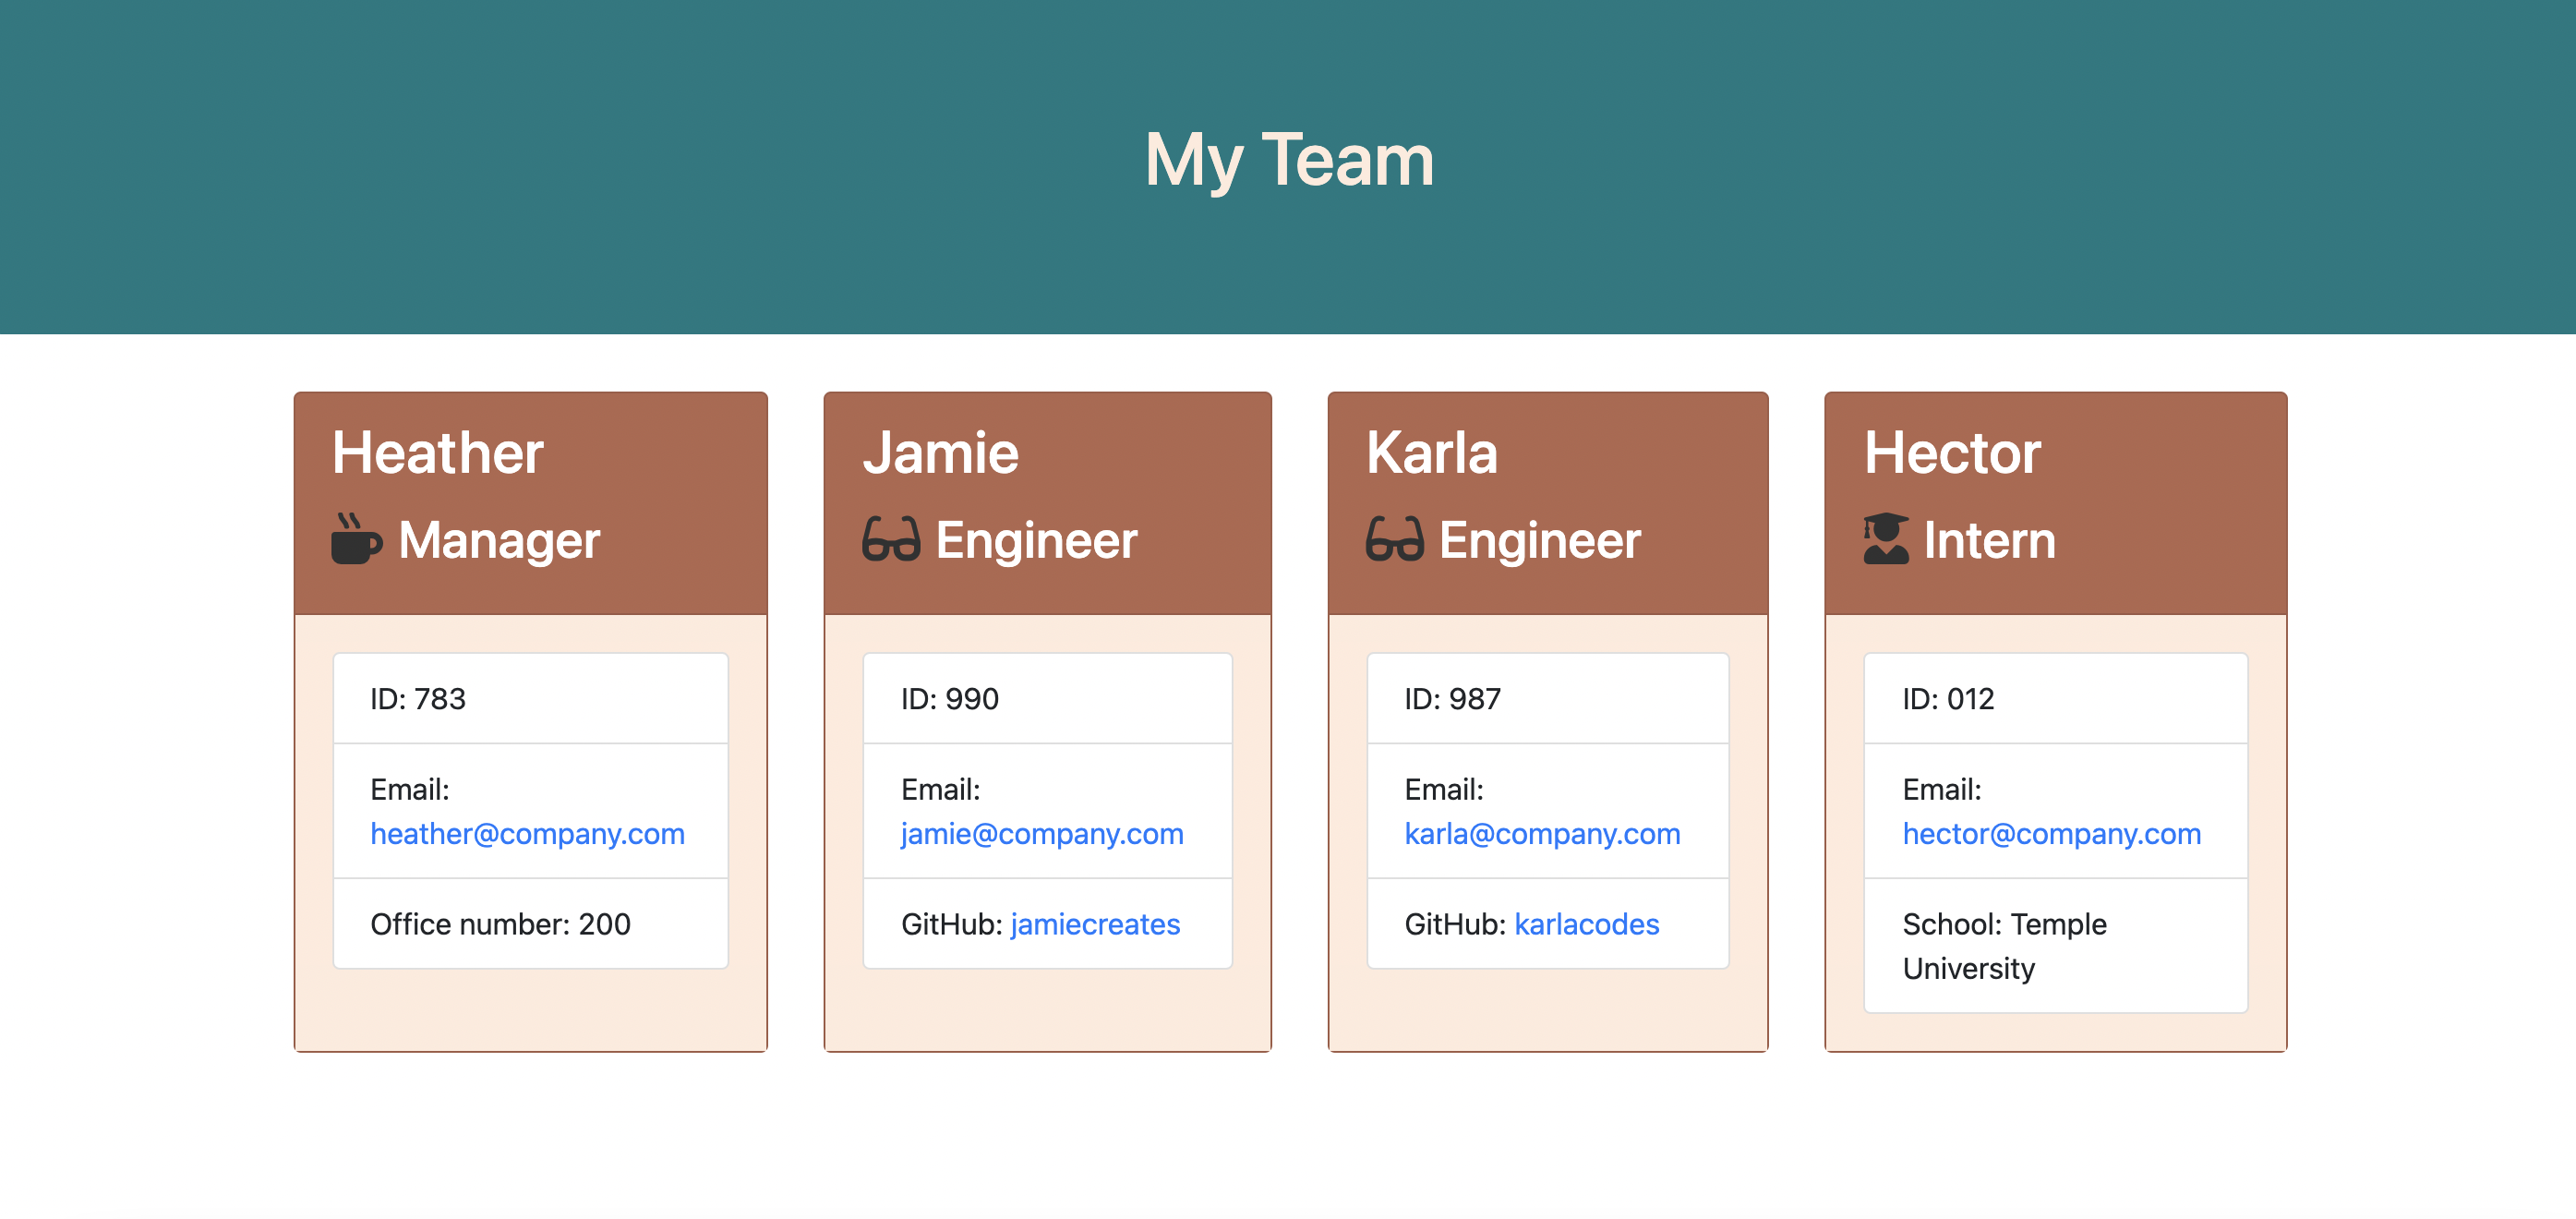 My Team
Heather
Manager
ID: 783
Email:
heather@company.com
Office number: 200
Jamie
Engineer
ID: 990
Email:
jamie@company.com
GitHub: jamiecreates
Karla
Engineer
ID: 987
Email:
karla@company.com
GitHub: karlacodes
Hector
Intern
ID: 012
Email:
hector@company.com
School: Temple
University